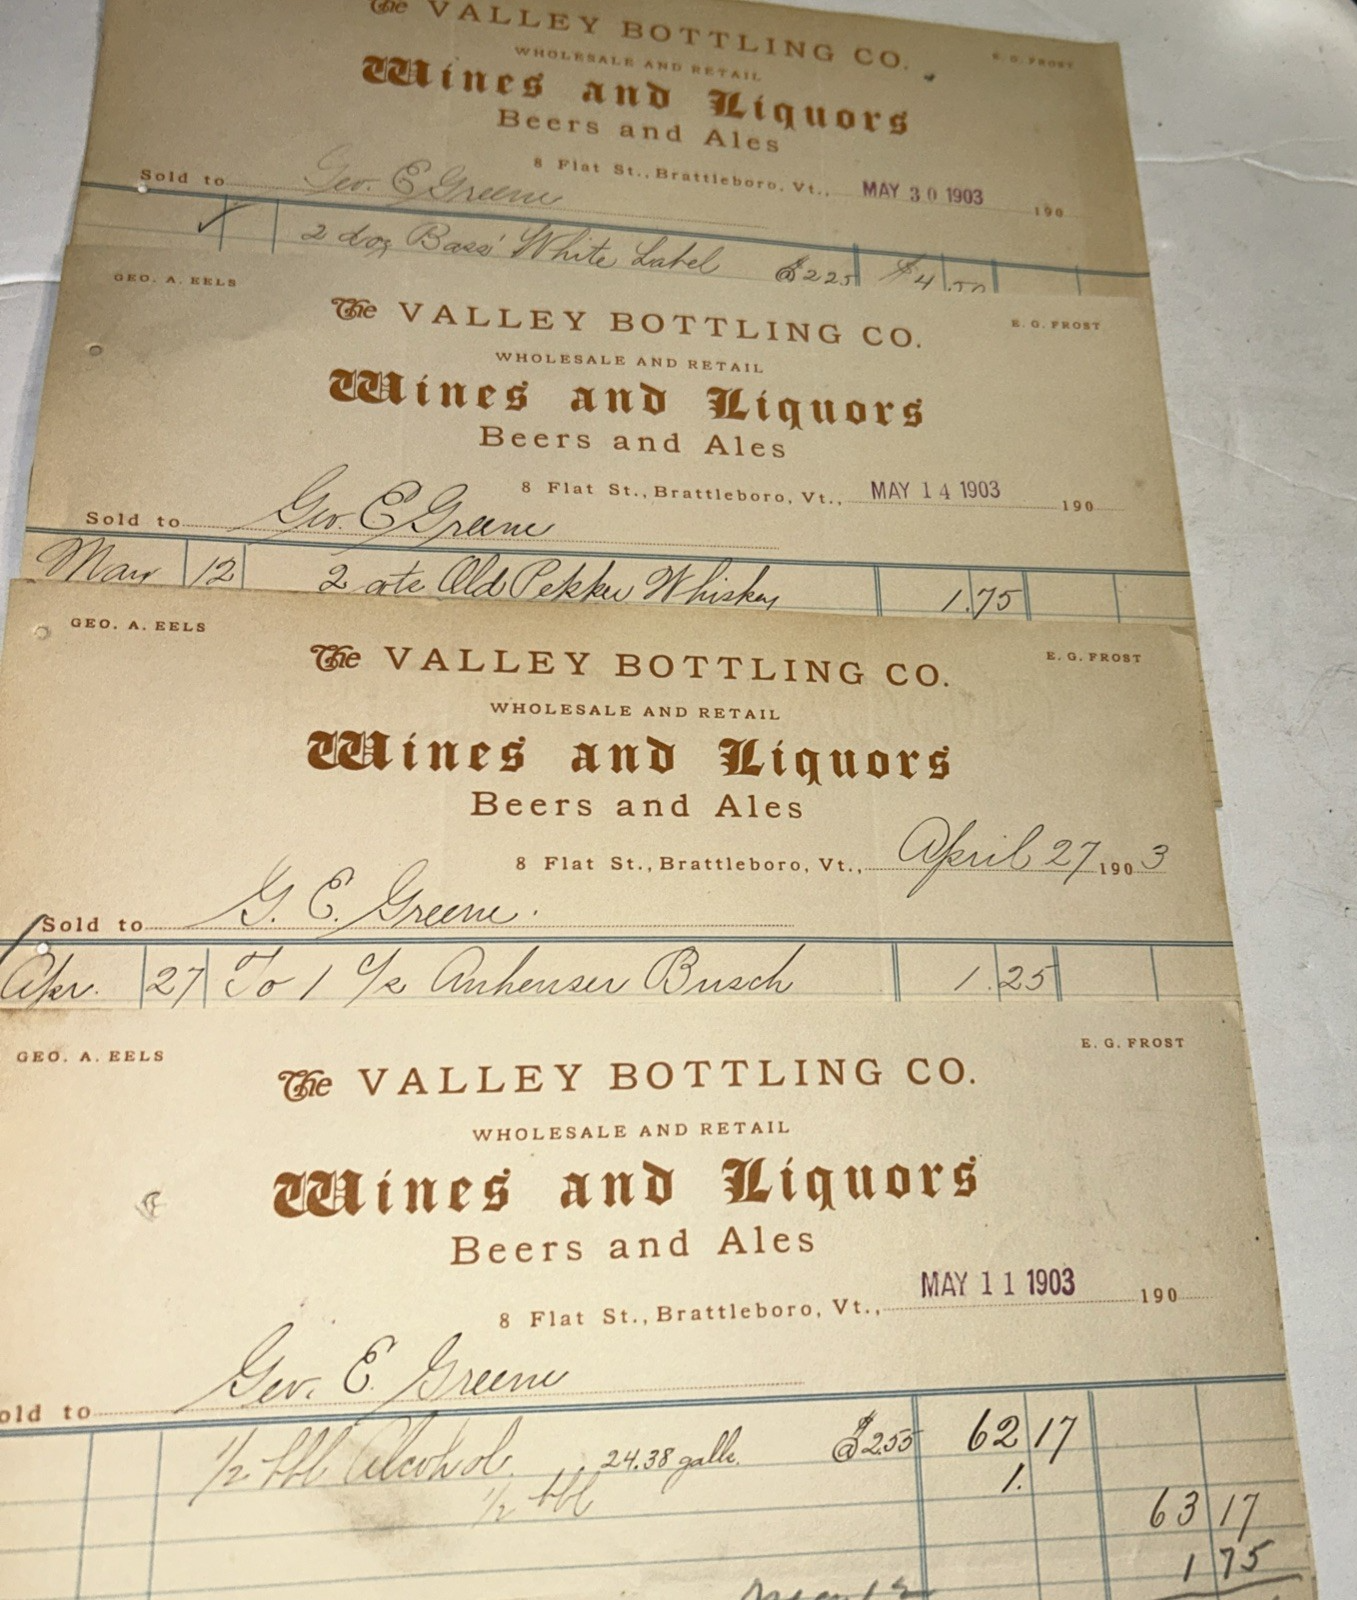 The VALLEY BOTTLING CO.
E. G. FROST
WHOLESALE AND RETAIL
Wines and Liquors
Beers and Ales
8 Flat St., Brattleboro, Vt., MAY 30 1903 190
Sold to Geo. E Greene
2 doz Bass' White Label @ 2 25 $4.50
GEO. A. EELS
The VALLEY BOTTLING CO.
E. G. FROST
WHOLESALE AND RETAIL
Wines and Liquors
Beers and Ales
8 Flat St., Brattleboro, Vt., MAY 14 1903 190
Sold to Geo. E Greene
May 12 2 qts Old Pekker Whiskey 1.75
GEO. A. EELS
The VALLEY BOTTLING CO.
E. G. FROST
WHOLESALE AND RETAIL
Wines and Liquors
Beers and Ales
8 Flat St., Brattleboro, Vt., April 27 1903
Sold to G. E. Greene.
Apr. 27 To 1 c/s Anhenser Busch 1.25
GEO. A. EELS
The VALLEY BOTTLING CO.
E. G. FROST
WHOLESALE AND RETAIL
Wines and Liquors
Beers and Ales
8 Flat St., Brattleboro, Vt., MAY 11 1903 190
old to Geo. E. Greene
1/2 bbl Alcohol. 24.38 galls. @ 2.55 62 17
1/2 bbl 1.
63 17
1 75